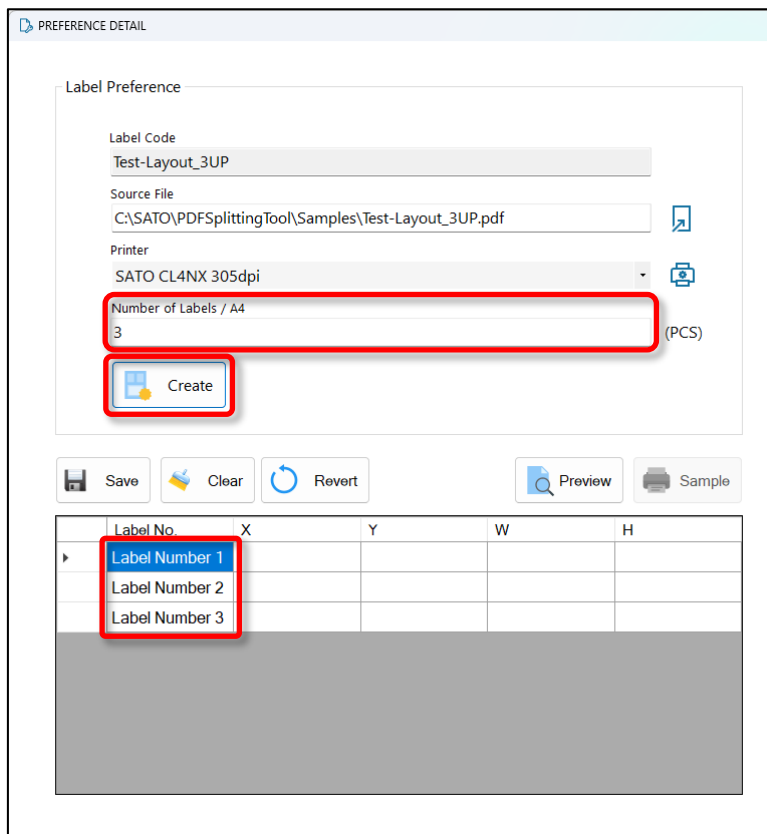 PREFERENCE DETAIL
Label Preference
Label Code
Test-Layout_3UP
Source File
C:\SATO\PDFSplittingTool\Samples\Test-Layout_3UP.pdf
Printer
SATO CL4NX 305dpi
Number of Labels / A4
3 (PCS)
Create
Save Clear Revert Preview Sample
Label No. X Y W H
Label Number 1
Label Number 2
Label Number 3